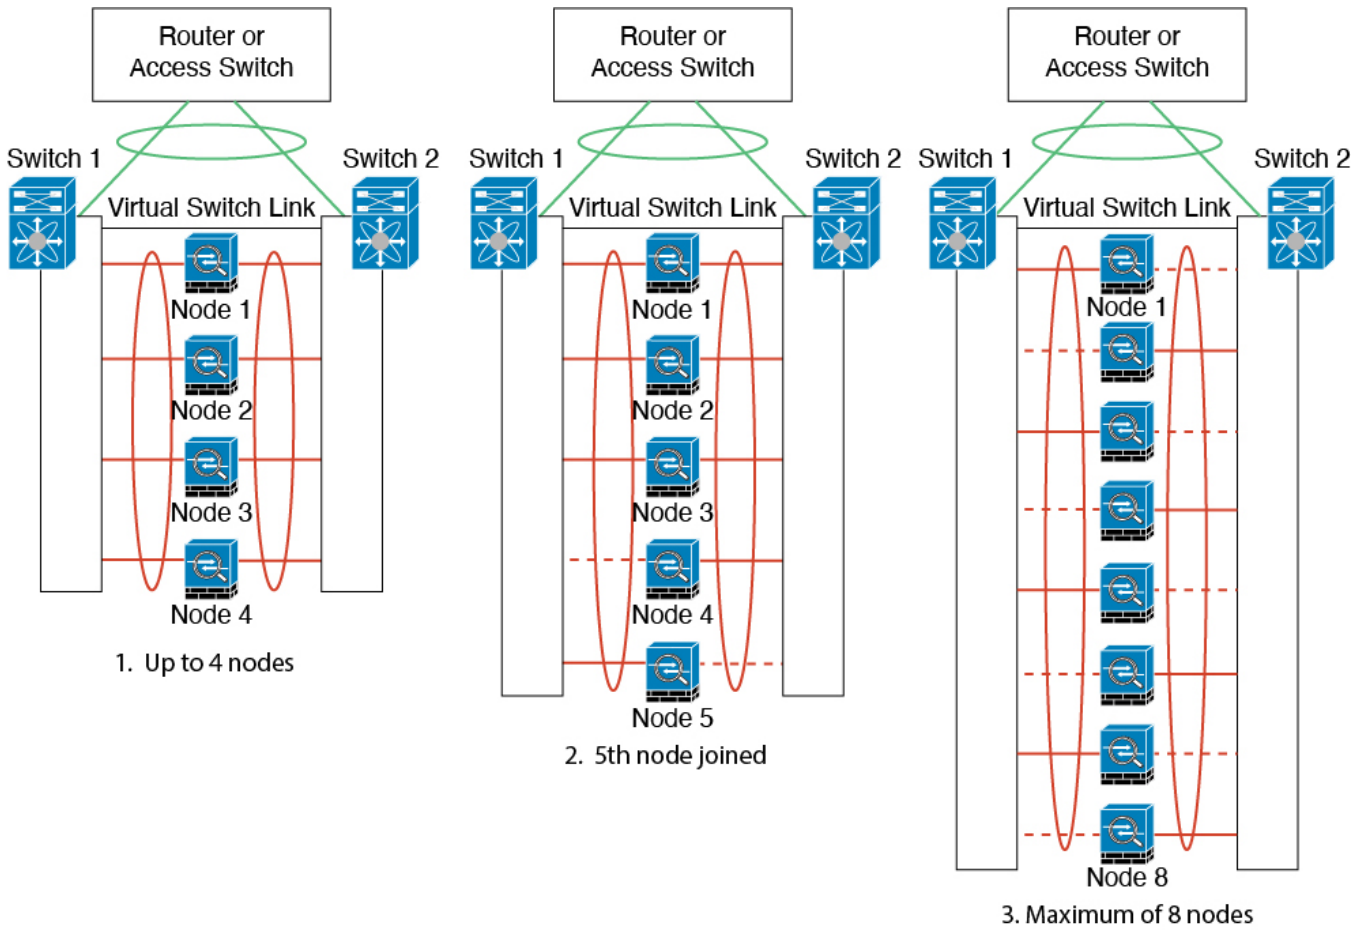 Router or
Access Switch
Switch 1
Switch 2
Virtual Switch Link
Node 1
Node 2
Node 3
Node 4
1. Up to 4 nodes
Router or
Access Switch
Switch 1
Switch 2
Virtual Switch Link
Node 1
Node 2
Node 3
Node 4
Node 5
2. 5th node joined
Router or
Access Switch
Switch 1
Switch 2
Virtual Switch Link
Node 1
Node 8
3. Maximum of 8 nodes